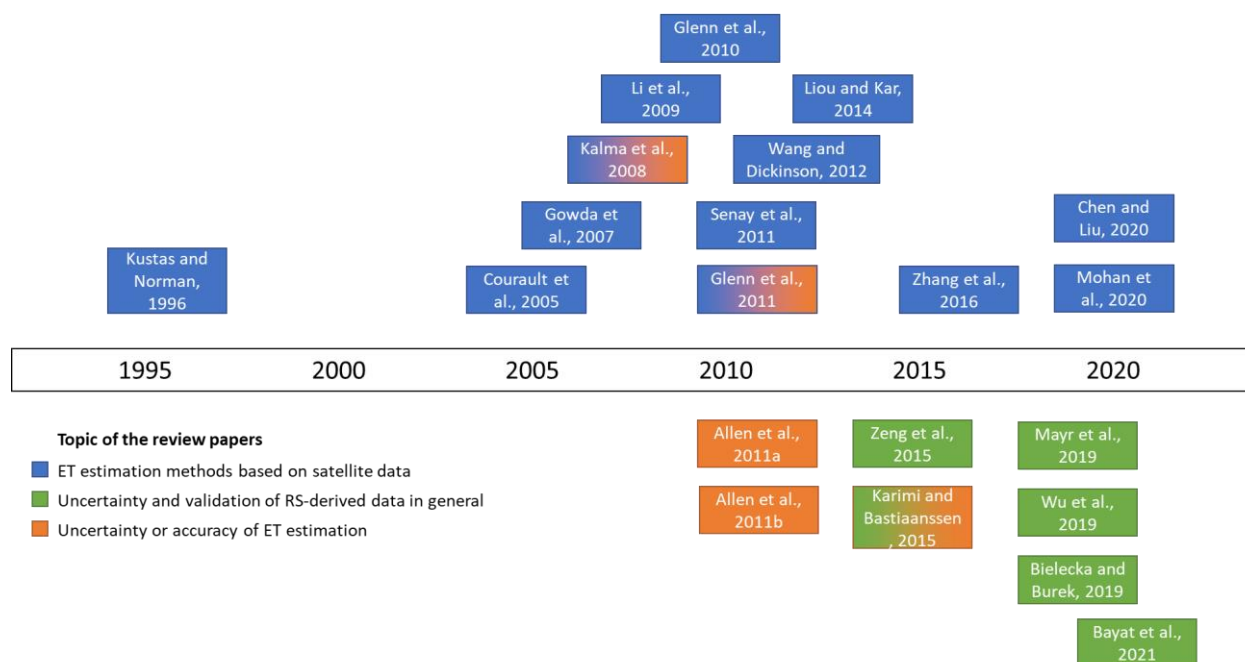 Glenn et al.,
2010
Li et al.,
2009
Liou and Kar,
2014
Kalma et al.,
2008
Wang and
Dickinson, 2012
Gowda et
al., 2007
Senay et al.,
2011
Chen and
Liu, 2020
Kustas and
Norman,
1996
Courault et
al., 2005
Glenn et al.,
2011
Zhang et
al., 2016
Mohan et
al., 2020
1995 2000 2005 2010 2015 2020
Topic of the review papers
ET estimation methods based on satellite data
Uncertainty and validation of RS-derived data in general
Uncertainty or accuracy of ET estimation
Allen et al.,
2011a
Zeng et al.,
2015
Mayr et al.,
2019
Allen et al.,
2011b
Karimi and
Bastiaanssen
, 2015
Wu et al.,
2019
Bielecka and
Burek, 2019
Bayat et al.,
2021